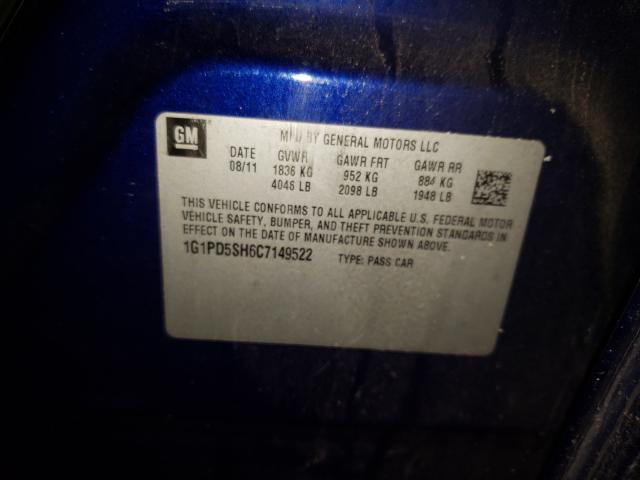 GM
MFD BY GENERAL MOTORS LLC
DATE GVWR GAWR FRT GAWR RR
08/11 1836 KG 952 KG 884 KG
4046 LB 2098 LB 1948 LB
THIS VEHICLE CONFORMS TO ALL APPLICABLE U.S. FEDERAL MOTOR
VEHICLE SAFETY, BUMPER, AND THEFT PREVENTION STANDARDS IN
EFFECT ON THE DATE OF MANUFACTURE SHOWN ABOVE.
1G1PD5SH6C7149522 TYPE: PASS CAR